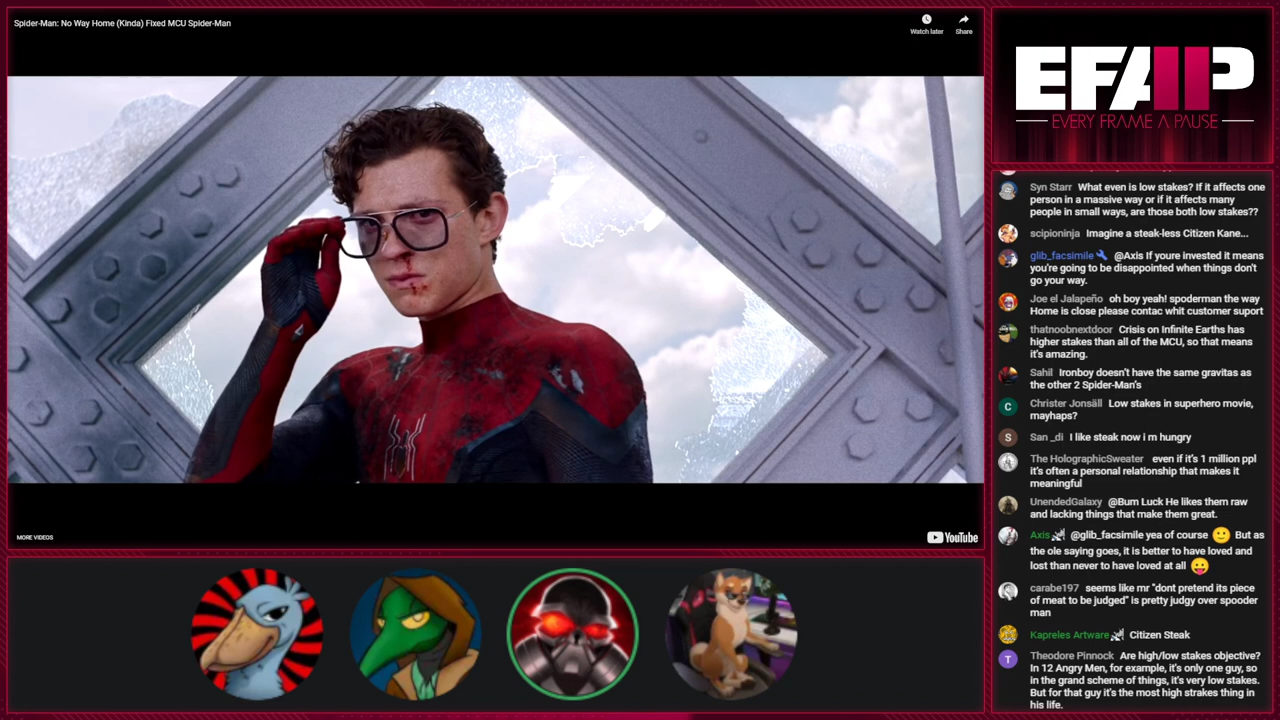 Spider-Man: No Way Home (Kinda) Fixed MCU Spider-Man
Watch later
Share
MORE VIDEOS
YouTube
EFAP
EVERY FRAME A PAUSE
Syn Starr What even is low stakes? If it affects one
person in a massive way or if it affects many
people in small ways, are those both low stakes??
scipioninja Imagine a steak-less Citizen Kane...
glib_facsimile @Axis If youre invested it means
you're going to be disappointed when things don't
go your way.
Joe el Jalapeño oh boy yeah! spoderman the way
Home is close please contac whit customer suport
thatnoobnextdoor Crisis on Infinite Earths has
higher stakes than all of the MCU, so that means
it's amazing.
Sahil Ironboy doesn't have the same gravitas as
the other 2 Spider-Man's
Christer Jonsäll Low stakes in superhero movie,
mayhaps?
San _di I like steak now i m hungry
The HolographicSweater even if it's 1 million ppl
it's often a personal relationship that makes it
meaningful
UnendedGalaxy @Bum Luck He likes them raw
and lacking things that make them great.
Axis @glib_facsimile yea of course 🙂 But as
the ole saying goes, it is better to have loved and
lost than never to have loved at all 😛
carabe197 seems like mr "dont pretend its piece
of meat to be judged" is pretty judgy over spooder
man
Kapreles Artware Citizen Steak
Theodore Pinnock Are high/low stakes objective?
In 12 Angry Men, for example, it's only one guy, so
in the grand scheme of things, it's very low stakes.
But for that guy it's the most high strakes thing in
his life.
C
S
T